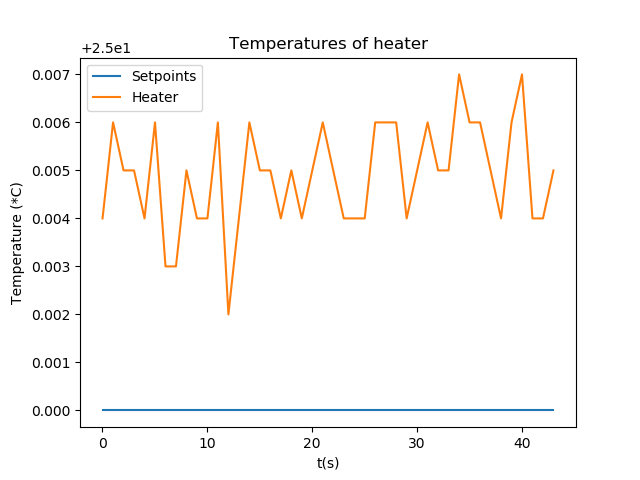 Temperatures of heater
+2.5e1
Setpoints
Heater
0.007
0.006
0.005
0.004
0.003
0.002
0.001
0.000
Temperature (*C)
0
10
20
30
40
t(s)